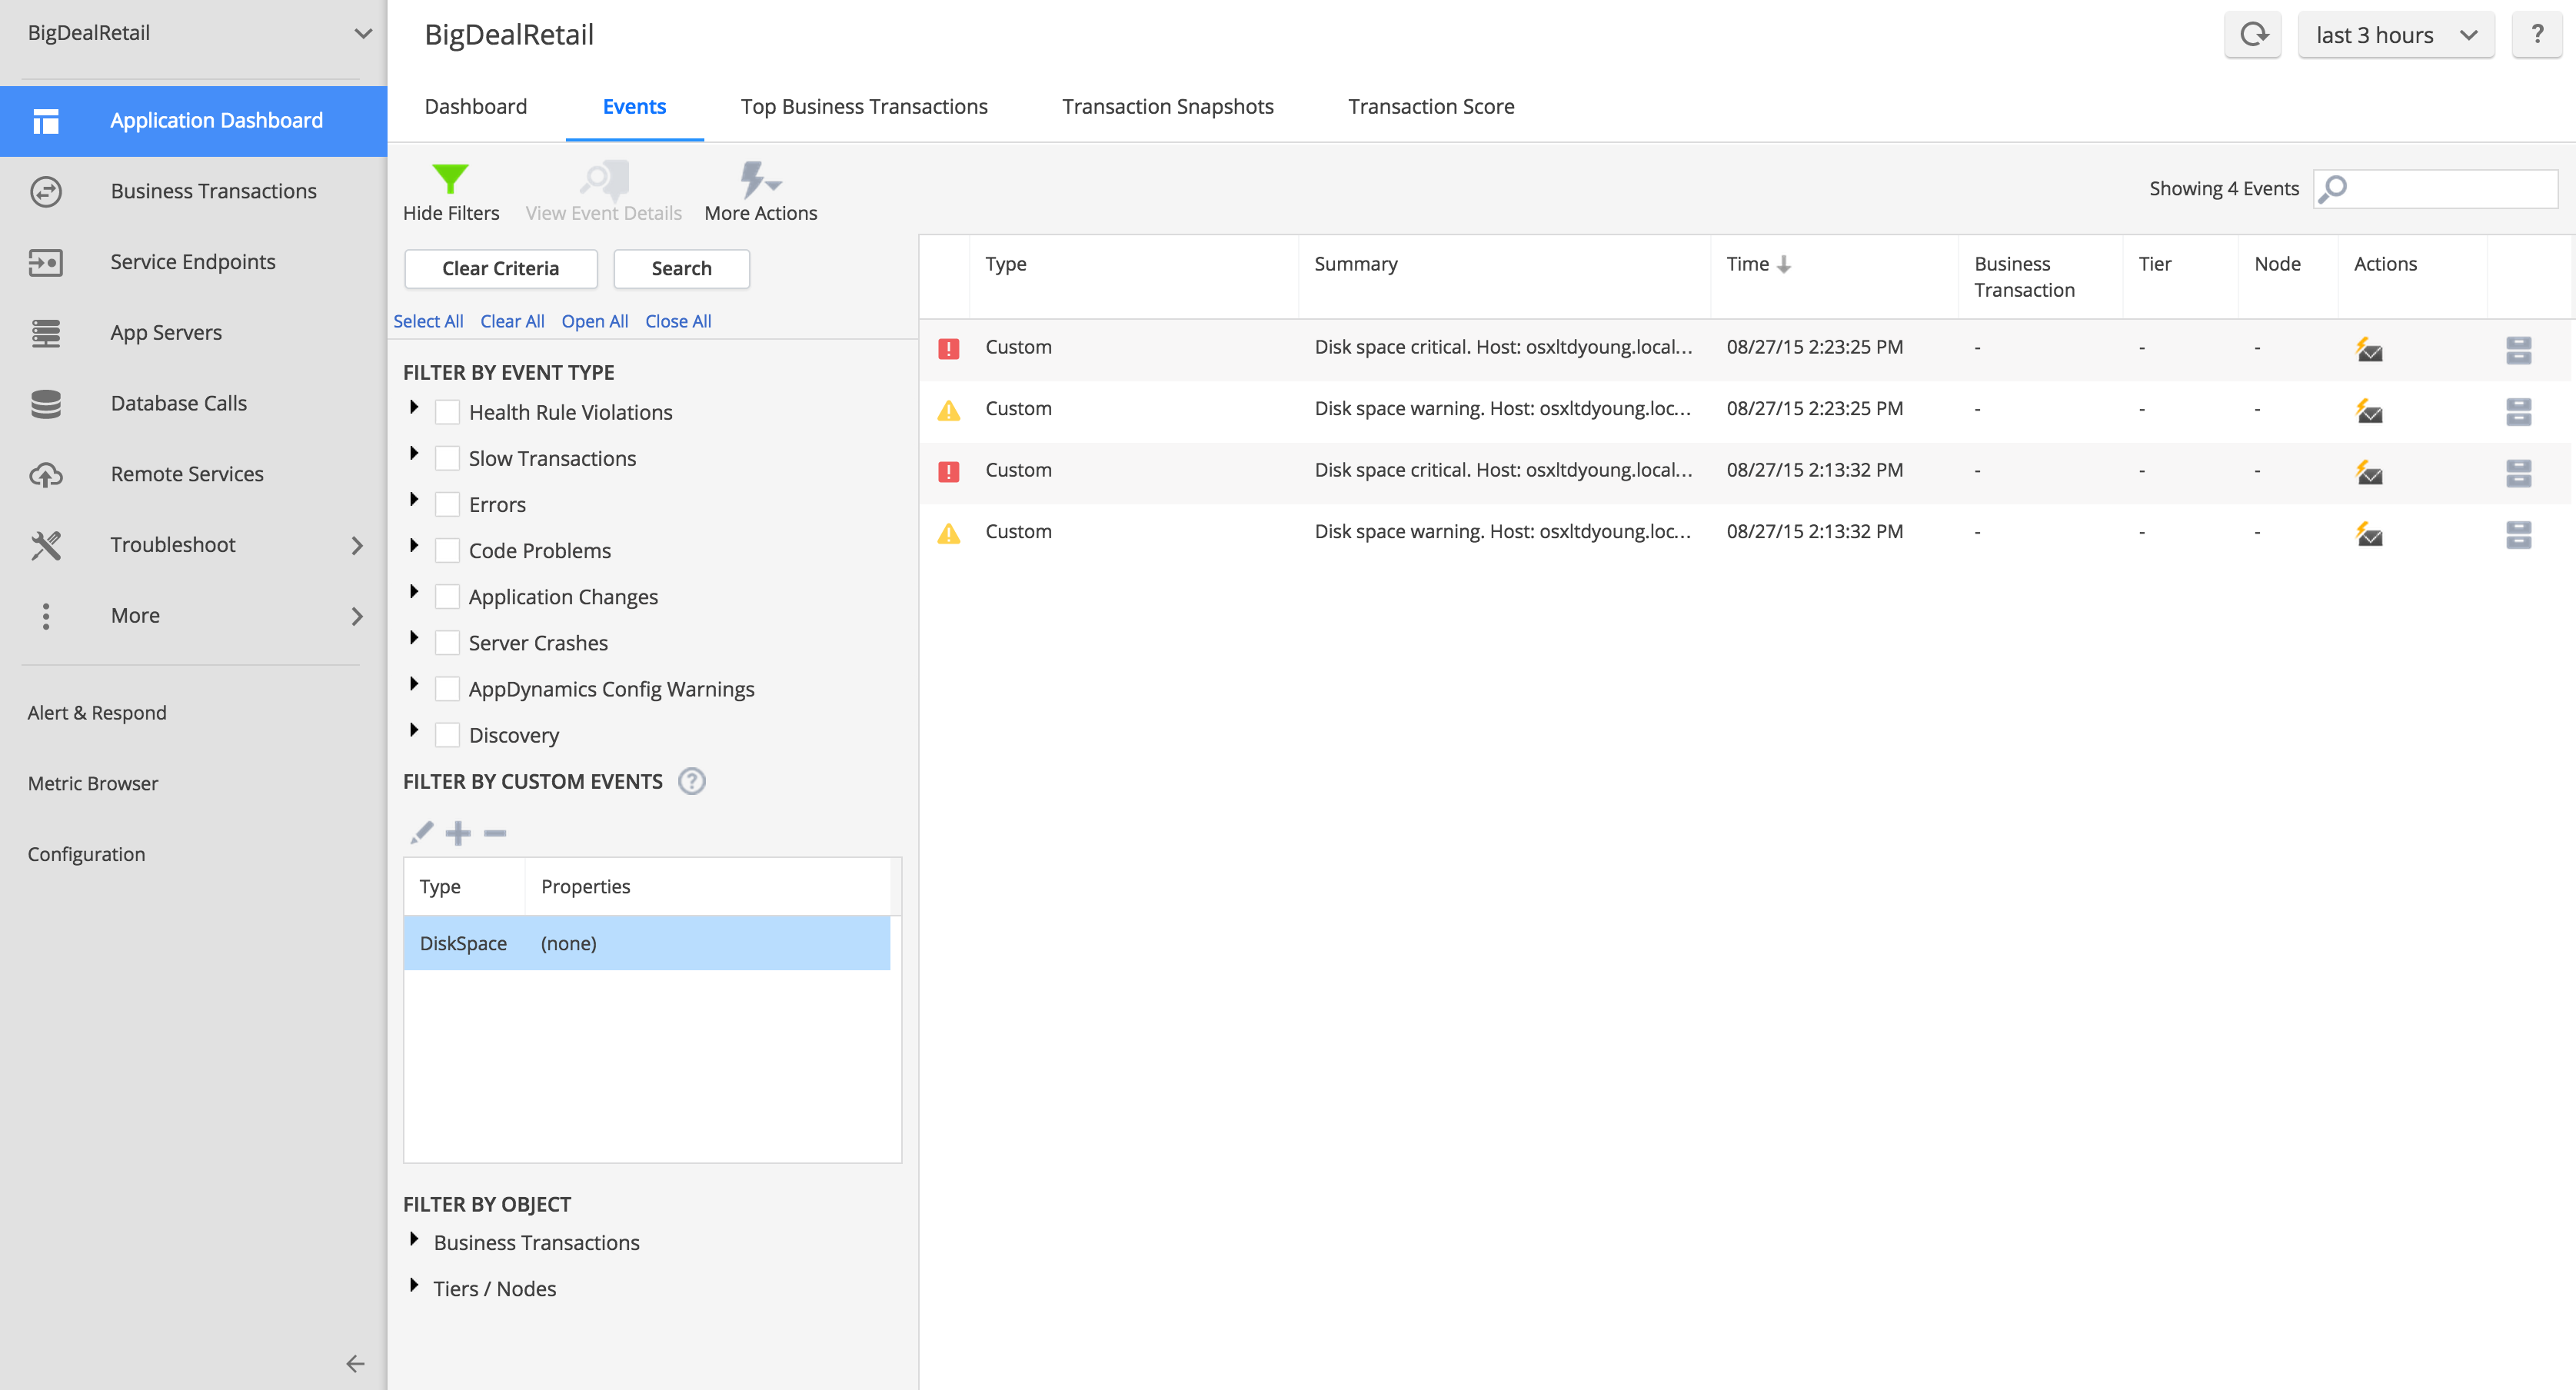 BigDealRetail
Application Dashboard
Business Transactions
Service Endpoints
App Servers
Database Calls
Remote Services
Troubleshoot
More
Alert & Respond
Metric Browser
Configuration
BigDealRetail
last 3 hours
?
Dashboard
Events
Top Business Transactions
Transaction Snapshots
Transaction Score
Hide Filters
View Event Details
More Actions
Showing 4 Events
Clear Criteria
Search
Select All
Clear All
Open All
Close All
FILTER BY EVENT TYPE
Health Rule Violations
Slow Transactions
Errors
Code Problems
Application Changes
Server Crashes
AppDynamics Config Warnings
Discovery
FILTER BY CUSTOM EVENTS ?
Type Properties
DiskSpace (none)
FILTER BY OBJECT
Business Transactions
Tiers / Nodes
Type Summary Time Business Transaction Tier Node Actions
Custom Disk space critical. Host: osxltdyoung.local... 08/27/15 2:23:25 PM - - -
Custom Disk space warning. Host: osxltdyoung.loc... 08/27/15 2:23:25 PM - - -
Custom Disk space critical. Host: osxltdyoung.local... 08/27/15 2:13:32 PM - - -
Custom Disk space warning. Host: osxltdyoung.loc... 08/27/15 2:13:32 PM - - -